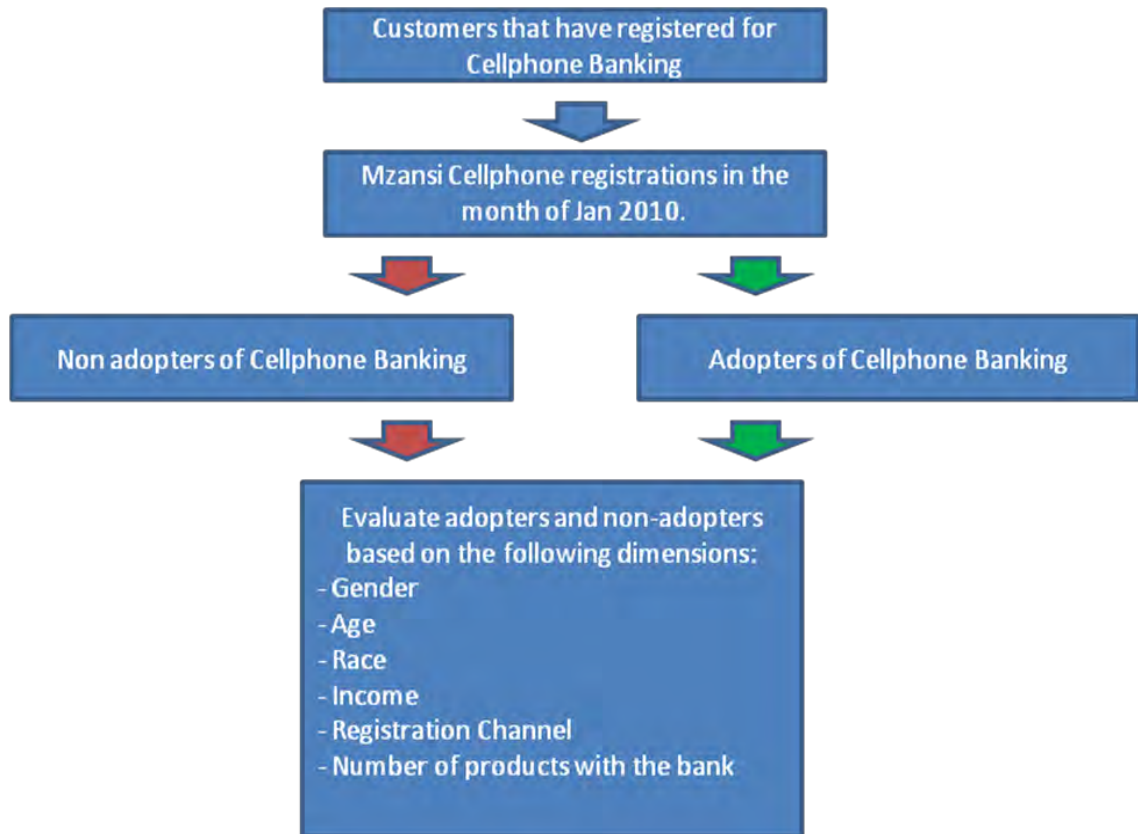 Customers that have registered for
Cellphone Banking
Mzansi Cellphone registrations in the
month of Jan 2010.
Non adopters of Cellphone Banking
Adopters of Cellphone Banking
Evaluate adopters and non-adopters
based on the following dimensions:
- Gender
- Age
- Race
- Income
- Registration Channel
- Number of products with the bank